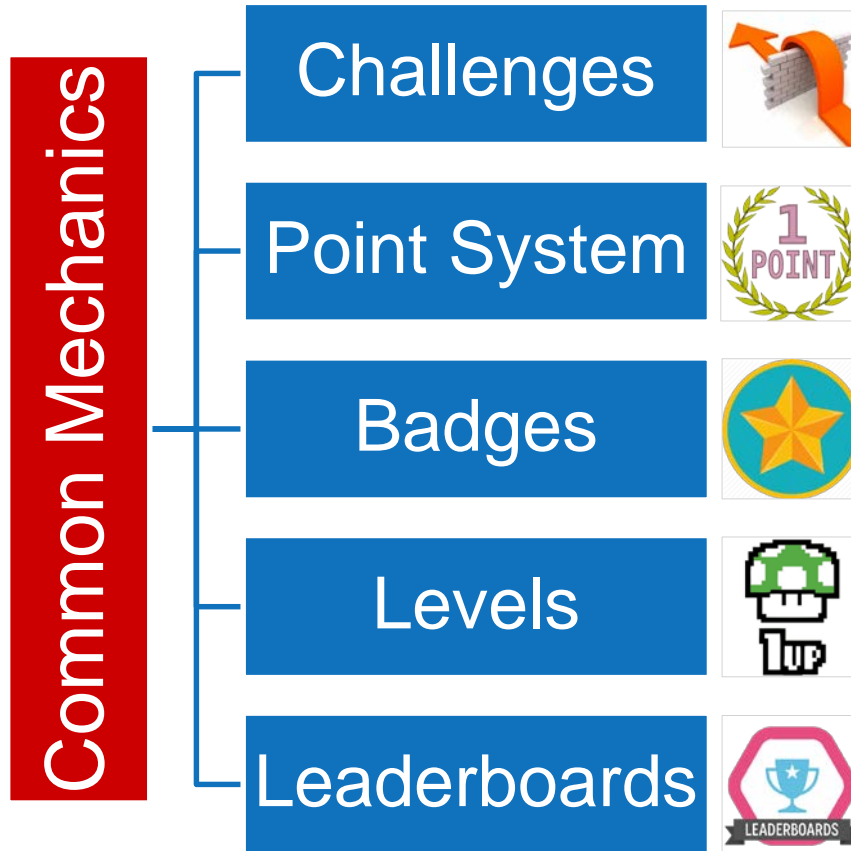 Common Mechanics
Challenges
Point System
1
POINT
Badges
Levels
1UP
Leaderboards
LEADERBOARDS